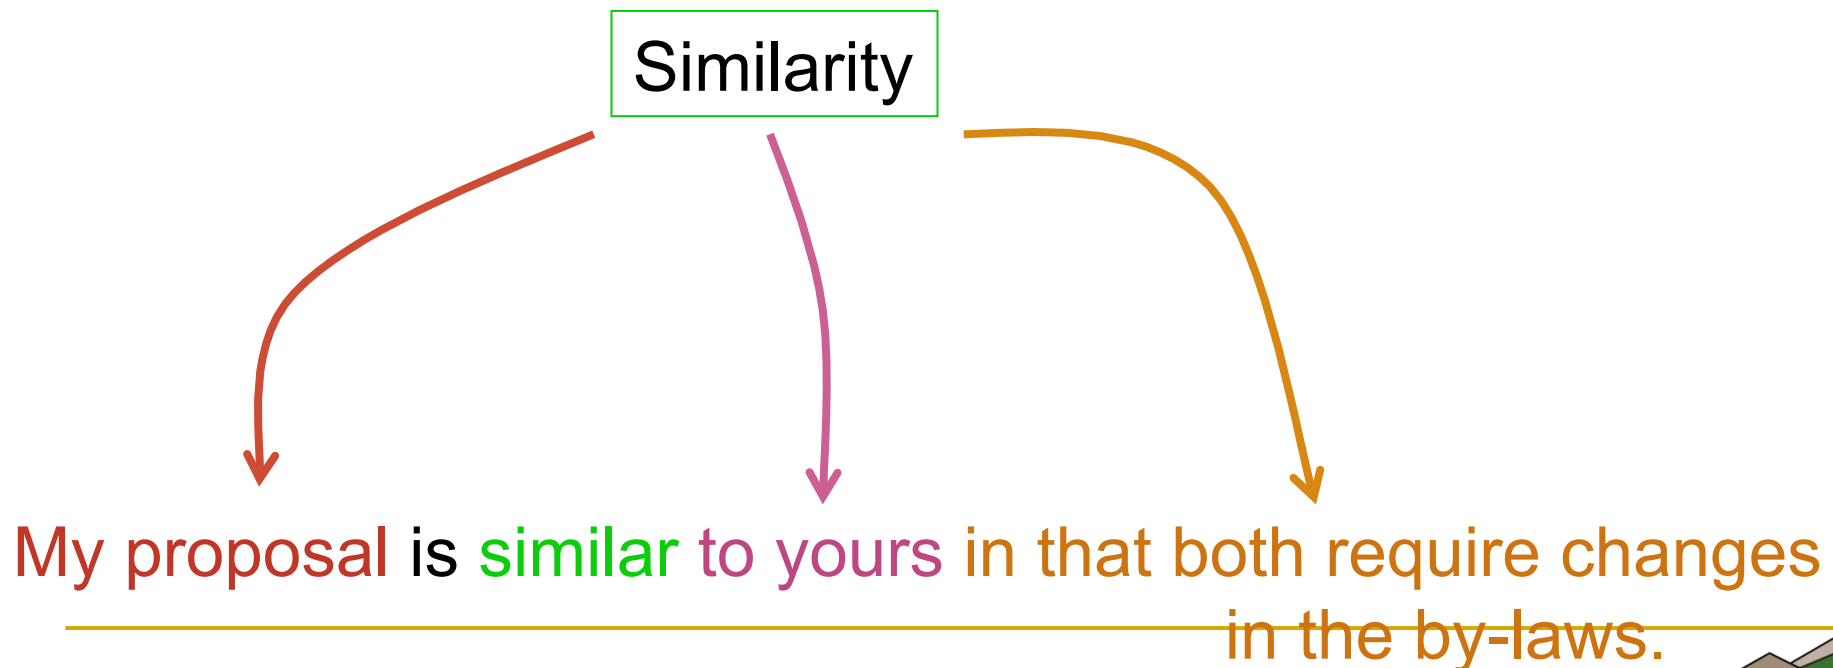 Similarity
My proposal is similar to yours in that both require changes
in the by-laws.